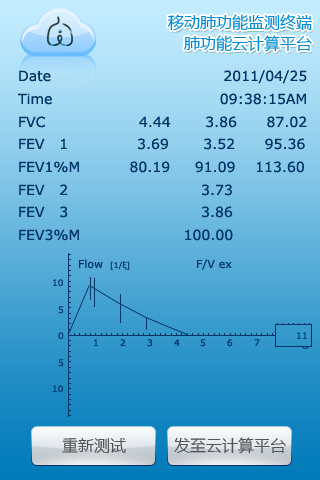 移动肺功能监测终端
肺功能云计算平台
Date 2011/04/25
Time 09:38:15AM
FVC 4.44 3.86 87.02
FEV 1 3.69 3.52 95.36
FEV1%M 80.19 91.09 113.60
FEV 2 3.73
FEV 3 3.86
FEV3%M 100.00
Flow [1/ξ] F/V ex
10
5
0
1 2 3 4 5 6 7 11
5
10
重新测试 发至云计算平台